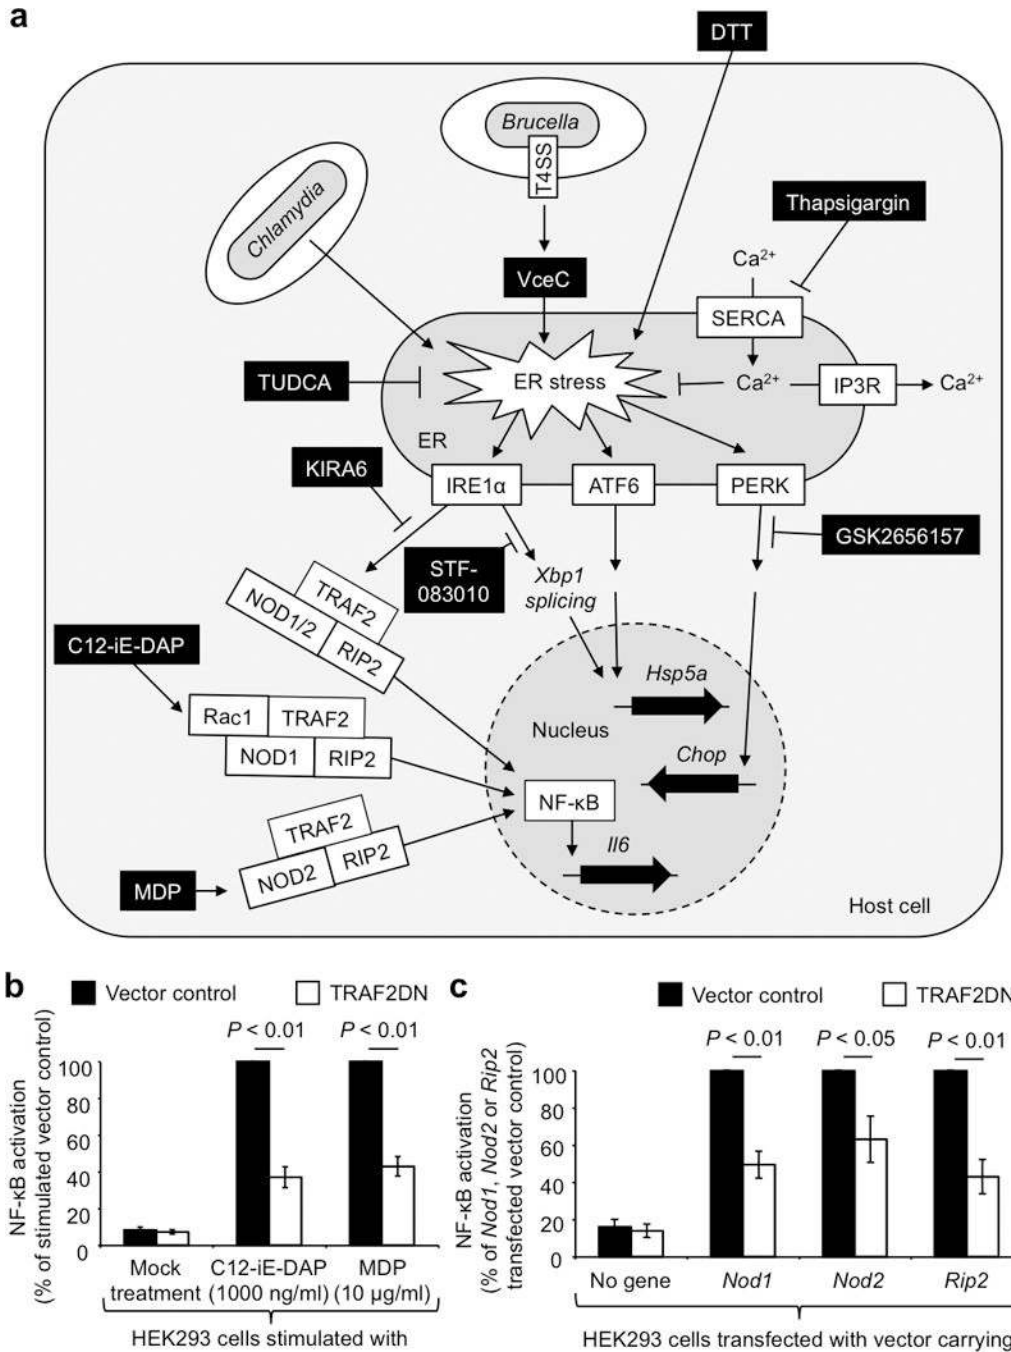 a
DTT
Brucella
T4SS
Chlamydia
Thapsigargin
Ca²⁺
VceC
SERCA
TUDCA
ER stress
Ca²⁺
IP3R
Ca²⁺
ER
KIRA6
IRE1α
ATF6
PERK
GSK2656157
STF-
083010
Xbp1
splicing
TRAF2
NOD1/2
RIP2
C12-iE-DAP
Rac1
TRAF2
NOD1
RIP2
Hsp5a
Nucleus
Chop
NF-κB
Il6
TRAF2
NOD2
RIP2
MDP
Host cell
b
Vector control
TRAF2DN
P < 0.01
P < 0.01
NF-κB activation
(% of stimulated vector control)
100
80
60
40
20
0
Mock
treatment
C12-iE-DAP
(1000 ng/ml)
MDP
(10 µg/ml)
HEK293 cells stimulated with
c
Vector control
TRAF2DN
P < 0.01
P < 0.05
P < 0.01
NF-κB activation
(% of Nod1, Nod2 or Rip2
transfected vector control)
100
80
60
40
20
0
No gene
Nod1
Nod2
Rip2
HEK293 cells transfected with vector carrying